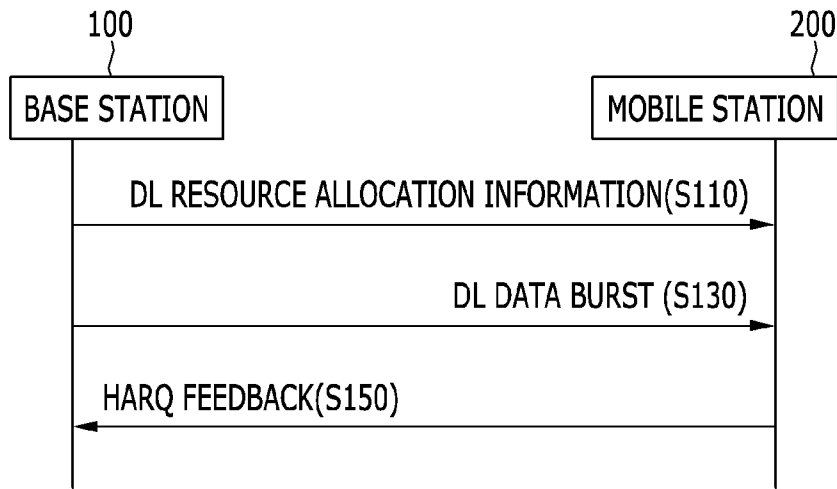 100
200
BASE STATION
MOBILE STATION
DL RESOURCE ALLOCATION INFORMATION(S110)
DL DATA BURST (S130)
HARQ FEEDBACK(S150)